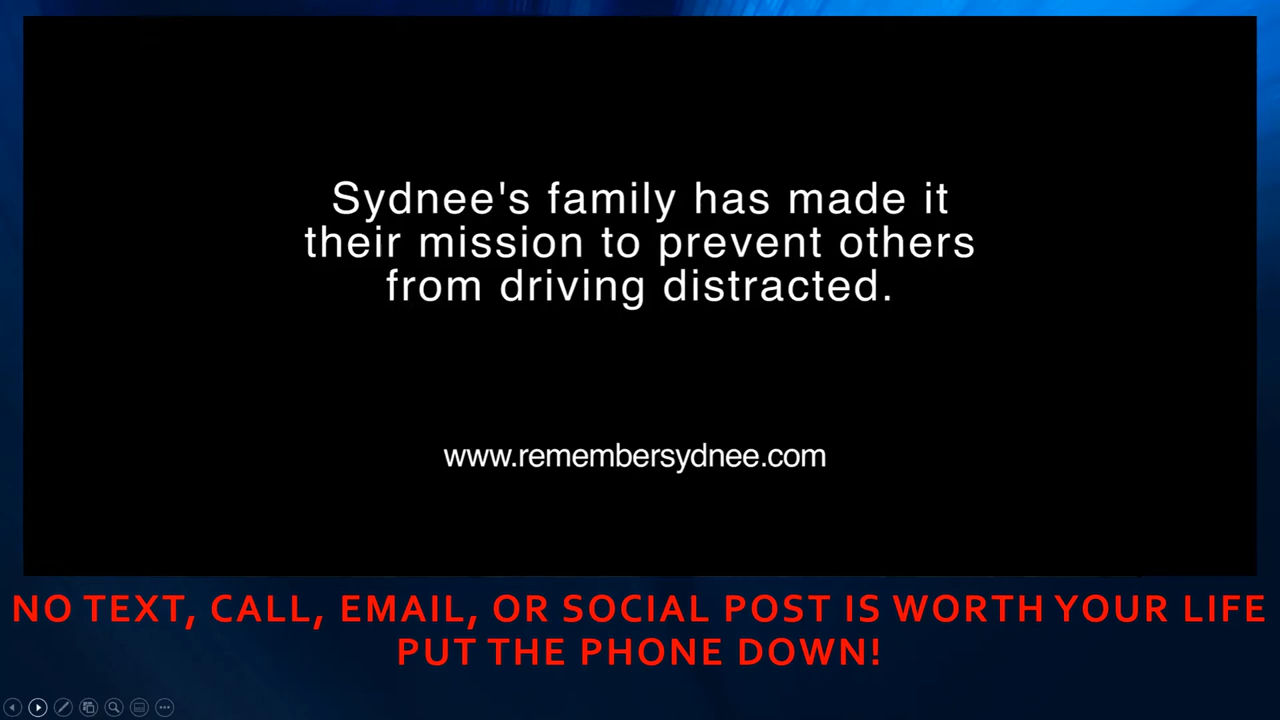 Sydnee's family has made it
their mission to prevent others
from driving distracted.
www.remembersydnee.com
NO TEXT, CALL, EMAIL, OR SOCIAL POST IS WORTH YOUR LIFE
PUT THE PHONE DOWN!